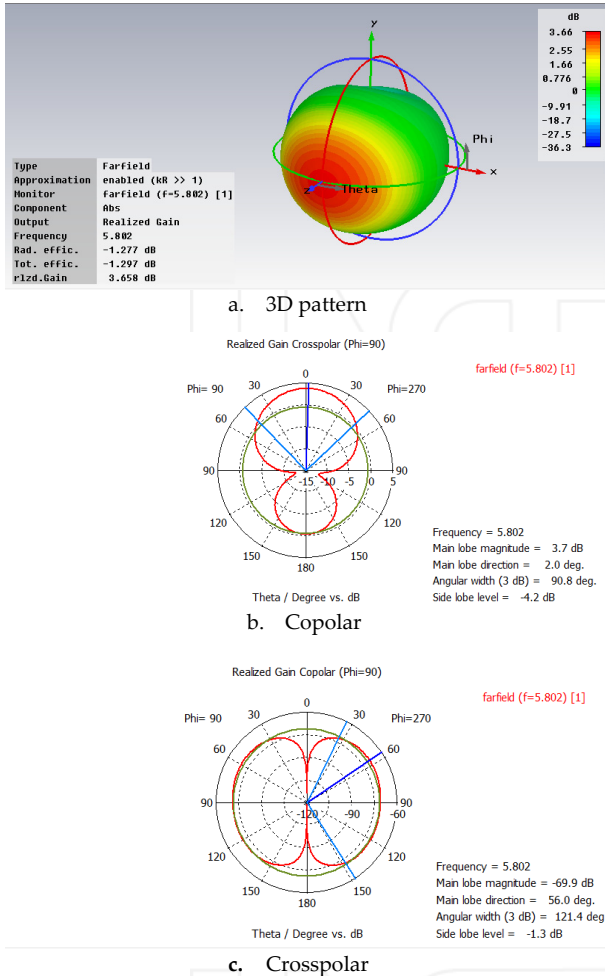 dB
3.66
2.55
1.66
0.776
0
-9.91
-18.7
-27.5
-36.3
y
Phi
x
z
Theta
Type Farfield
Approximation enabled (kR >> 1)
Monitor farfield (f=5.802) [1]
Component Abs
Output Realized Gain
Frequency 5.802
Rad. effic. -1.277 dB
Tot. effic. -1.297 dB
rlzd.Gain 3.658 dB
a. 3D pattern
Realized Gain Crosspolar (Phi=90)
farfield (f=5.802) [1]
0
Phi= 90 30 30 Phi=270
60 60
90 -15 -10 -5 0 5 90
120 120
150 150
180
Frequency = 5.802
Main lobe magnitude = 3.7 dB
Main lobe direction = 2.0 deg.
Angular width (3 dB) = 90.8 deg.
Side lobe level = -4.2 dB
Theta / Degree vs. dB
b. Copolar
Realized Gain Copolar (Phi=90)
farfield (f=5.802) [1]
0
Phi= 90 30 30 Phi=270
60 60
90 -120 -90 -60 90
120 120
150 150
180
Frequency = 5.802
Main lobe magnitude = -69.9 dB
Main lobe direction = 56.0 deg.
Angular width (3 dB) = 121.4 deg
Side lobe level = -1.3 dB
Theta / Degree vs. dB
c. Crosspolar